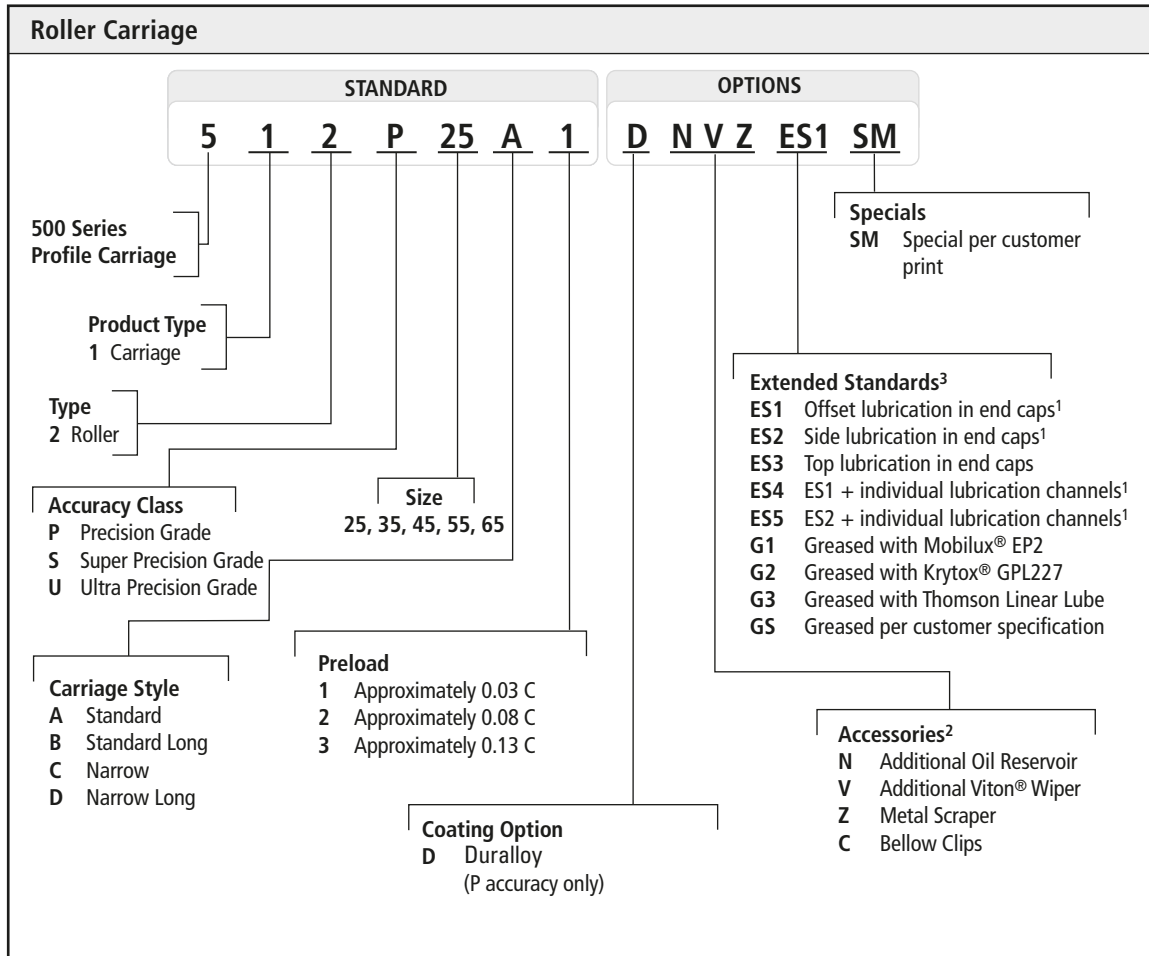 Roller Carriage
STANDARD
OPTIONS
5 1 2 P 25 A 1 D N V Z ES1 SM
500 Series
Profile Carriage
Product Type
1 Carriage
Type
2 Roller
Accuracy Class
P Precision Grade
S Super Precision Grade
U Ultra Precision Grade
Size
25, 35, 45, 55, 65
Carriage Style
A Standard
B Standard Long
C Narrow
D Narrow Long
Preload
1 Approximately 0.03 C
2 Approximately 0.08 C
3 Approximately 0.13 C
Coating Option
D Duralloy
(P accuracy only)
Specials
SM Special per customer
print
Extended Standards³
ES1 Offset lubrication in end caps¹
ES2 Side lubrication in end caps¹
ES3 Top lubrication in end caps
ES4 ES1 + individual lubrication channels¹
ES5 ES2 + individual lubrication channels¹
G1 Greased with Mobilux® EP2
G2 Greased with Krytox® GPL227
G3 Greased with Thomson Linear Lube
GS Greased per customer specification
Accessories²
N Additional Oil Reservoir
V Additional Viton® Wiper
Z Metal Scraper
C Bellow Clips